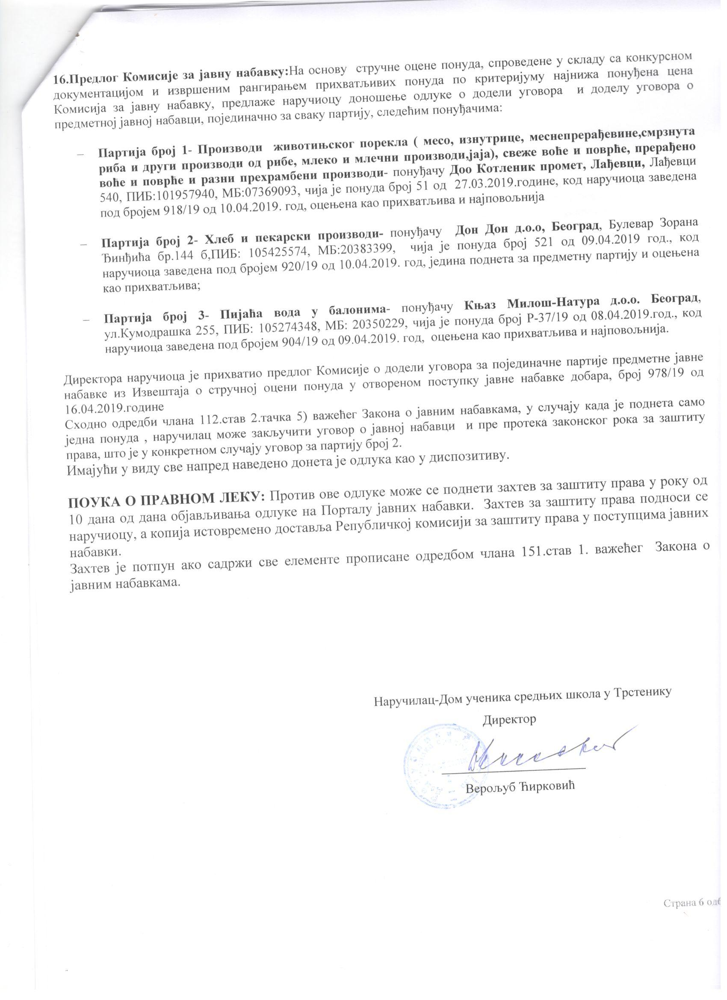 16.Предлог Комисије за јавну набавку:На основу стручне оцене понуда, спроведене у складу са конкурсном
документацијом и извршеним рангирањем прихватљивих понуда по критеријуму најнижа понуђена цена
Комисија за јавну набавку, предлаже наручиоцу доношење одлуке о додели уговора и доделу уговора о
предметној јавној набавци, појединачно за сваку партију, следећим понуђачима:
– Партија број 1- Производи животињског порекла ( месо, изнутрице, меснепрерађевине,смрзнута
риба и други производи од рибе, млеко и млечни производи,јаја), свеже воће и поврће, прерађено
воће и поврће и разни прехрамбени производи- понуђачу Доо Котленик промет, Лађевци, Лађевци
540, ПИБ:101957940, МБ:07369093, чија је понуда број 51 од 27.03.2019.године, код наручиоца заведена
под бројем 918/19 од 10.04.2019. год, оцењена као прихватљива и најповољнија
– Партија број 2- Хлеб и пекарски производи- понуђачу Дон Дон д.о.о, Београд, Булевар Зорана
Ђинђића бр.144 б,ПИБ: 105425574, МБ:20383399, чија је понуда број 521 од 09.04.2019 год., код
наручиоца заведена под бројем 920/19 од 10.04.2019. год, једина поднета за предметну партију и оцењена
као прихватљива;
– Партија број 3- Пијаћа вода у балонима- понуђачу Књаз Милош-Натура д.о.о. Београд,
ул.Кумодрашка 255, ПИБ: 105274348, МБ: 20350229, чија је понуда број Р-37/19 од 08.04.2019.год., код
наручиоца заведена под бројем 904/19 од 09.04.2019. год, оцењена као прихватљива и најповољнија.
Директора наручиоца је прихватио предлог Комисије о додели уговора за појединачне партије предметне јавне
набавке из Извештаја о стручној оцени понуда у отвореном поступку јавне набавке добара, број 978/19 од
16.04.2019.године
Сходно одредби члана 112.став 2.тачка 5) важећег Закона о јавним набавкама, у случају када је поднета само
једна понуда , наручилац може закључити уговор о јавној набавци и пре протека законског рока за заштиту
права, што је у конкретном случају уговор за партију број 2.
Имајући у виду све напред наведено донета је одлука као у диспозитиву.
ПОУКА О ПРАВНОМ ЛЕКУ: Против ове одлуке може се поднети захтев за заштиту права у року од
10 дана од дана објављивања одлуке на Порталу јавних набавки. Захтев за заштиту права подноси се
наручиоцу, а копија истовремено доставља Републичкој комисији за заштиту права у поступцима јавних
набавки.
Захтев је потпун ако садржи све елементе прописане одредбом члана 151.став 1. важећег Закона о
јавним набавкама.
Наручилац-Дом ученика средњих школа у Трстенику
Директор
Верољуб Ћирковић
Страна 6 од6